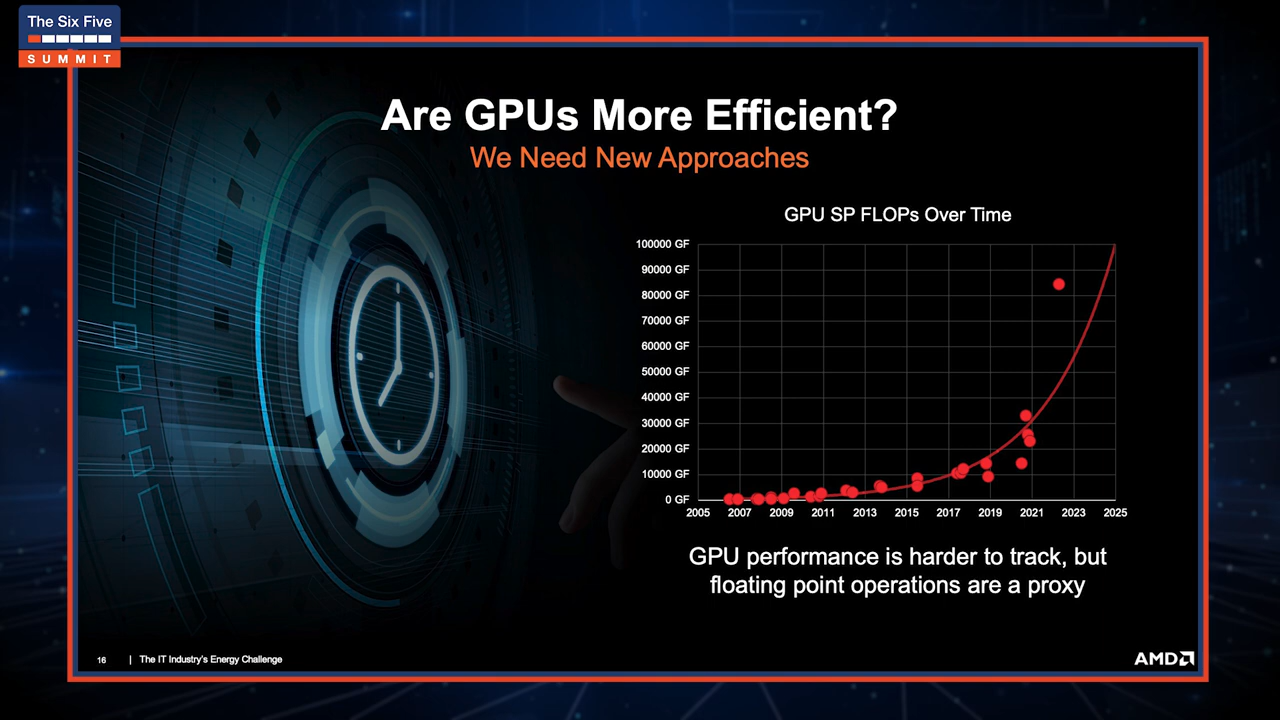 The Six Five
SUMMIT
Are GPUs More Efficient?
We Need New Approaches
GPU SP FLOPs Over Time
100000 GF
90000 GF
80000 GF
70000 GF
60000 GF
50000 GF
40000 GF
30000 GF
20000 GF
10000 GF
0 GF
2005 2007 2009 2011 2013 2015 2017 2019 2021 2023 2025
GPU performance is harder to track, but
floating point operations are a proxy
16 | The IT Industry's Energy Challenge
AMD